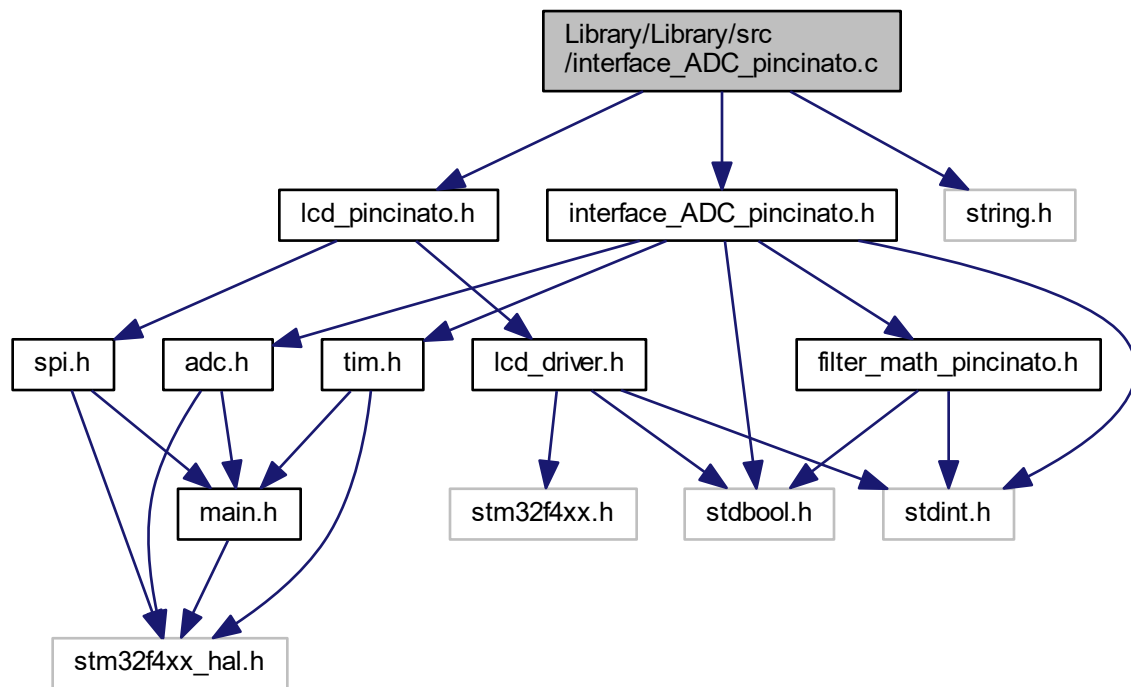 Library/Library/src
/interface_ADC_pincinato.c
lcd_pincinato.h
interface_ADC_pincinato.h
string.h
spi.h
adc.h
tim.h
lcd_driver.h
filter_math_pincinato.h
main.h
stm32f4xx.h
stdbool.h
stdint.h
stm32f4xx_hal.h